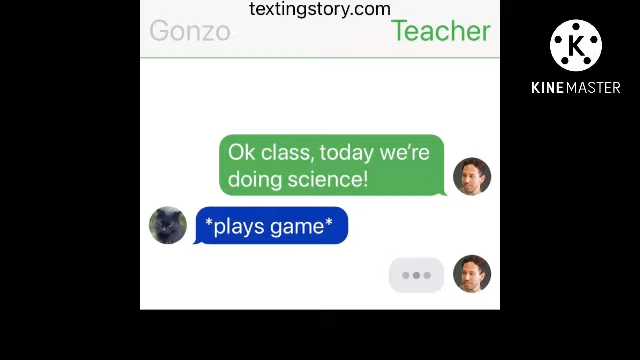 textingstory.com
Gonzo
Teacher
KINEMASTER
Ok class, today we're
doing science!
*plays game*